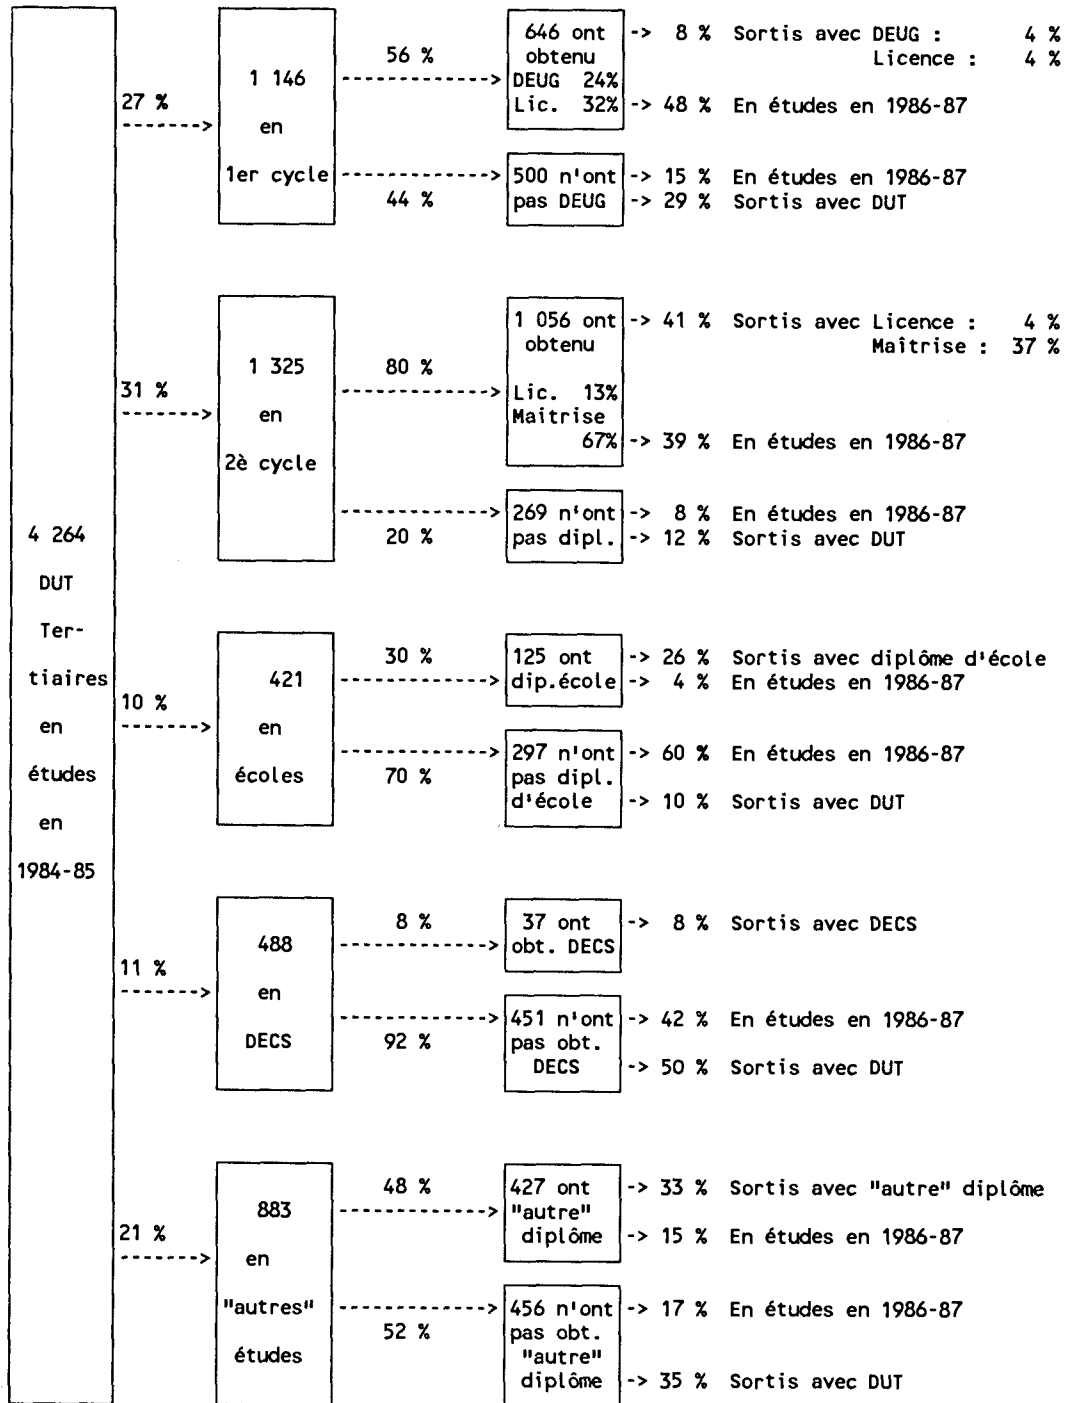 4 264
DUT
Ter-
tiaires
en
études
en
1984-85
27 %
1 146
en
1er cycle
56 %
646 ont
obtenu
DEUG 24%
Lic. 32%
-> 8 % Sortis avec DEUG : 4 %
Licence : 4 %
-> 48 % En études en 1986-87
44 %
500 n'ont
pas DEUG
-> 15 % En études en 1986-87
-> 29 % Sortis avec DUT
31 %
1 325
en
2è cycle
80 %
1 056 ont
obtenu
Lic. 13%
Maitrise
67%
-> 41 % Sortis avec Licence : 4 %
Maîtrise : 37 %
-> 39 % En études en 1986-87
20 %
269 n'ont
pas dipl.
-> 8 % En études en 1986-87
-> 12 % Sortis avec DUT
10 %
421
en
écoles
30 %
125 ont
dip.école
-> 26 % Sortis avec diplôme d'école
-> 4 % En études en 1986-87
70 %
297 n'ont
pas dipl.
d'école
-> 60 % En études en 1986-87
-> 10 % Sortis avec DUT
11 %
488
en
DECS
8 %
37 ont
obt. DECS
-> 8 % Sortis avec DECS
92 %
451 n'ont
pas obt.
DECS
-> 42 % En études en 1986-87
-> 50 % Sortis avec DUT
21 %
883
en
"autres"
études
48 %
427 ont
"autre"
diplôme
-> 33 % Sortis avec "autre" diplôme
-> 15 % En études en 1986-87
52 %
456 n'ont
pas obt.
"autre"
diplôme
-> 17 % En études en 1986-87
-> 35 % Sortis avec DUT